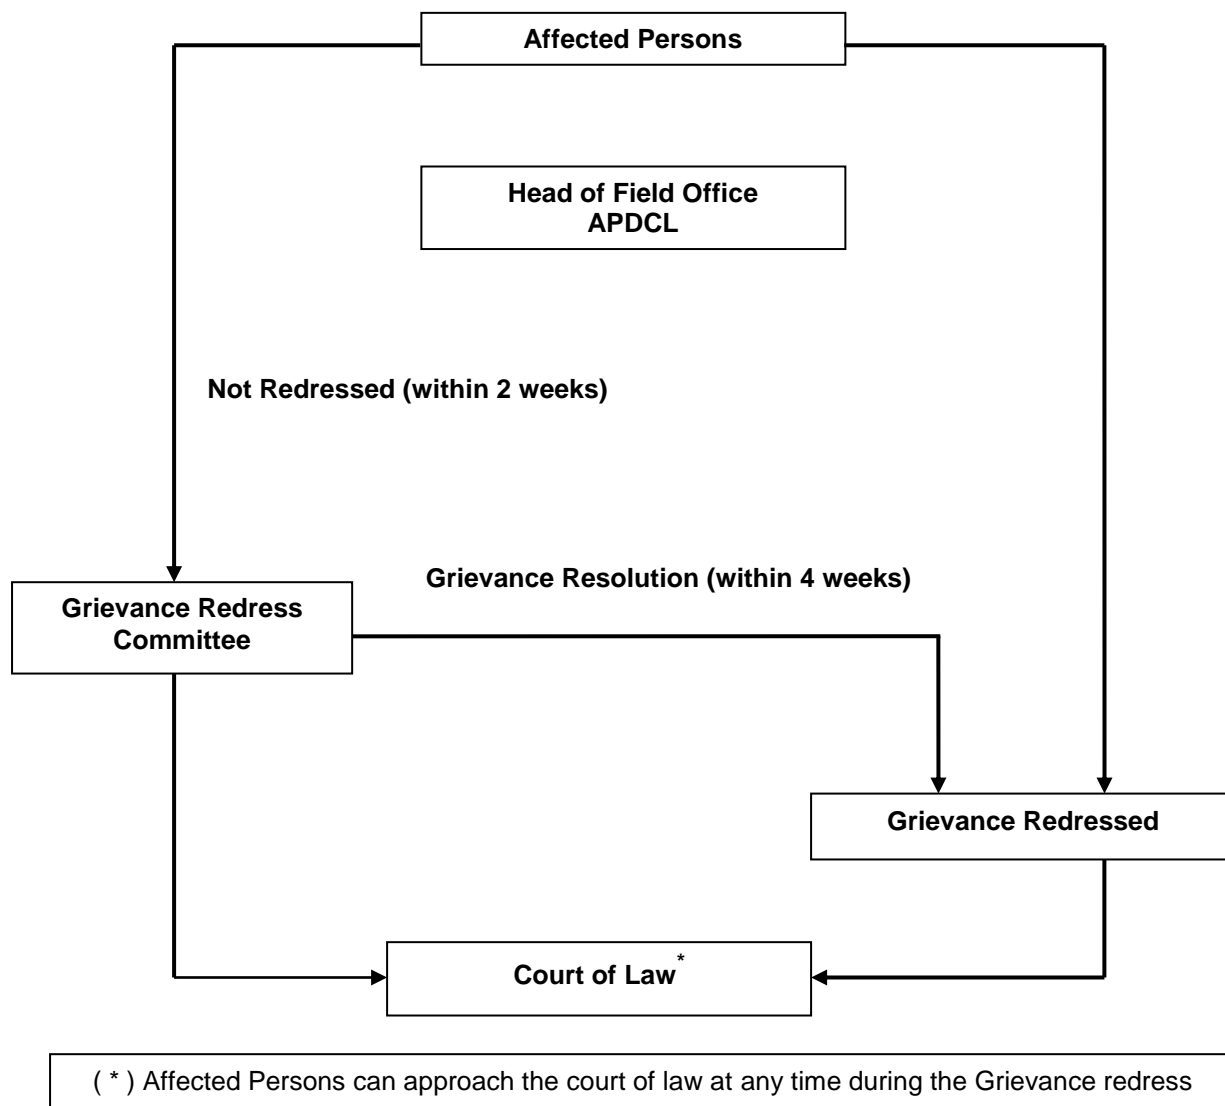 Affected Persons
Head of Field Office
APDCL
Not Redressed (within 2 weeks)
Grievance Resolution (within 4 weeks)
Grievance Redress
Committee
Grievance Redressed
Court of Law*
( * ) Affected Persons can approach the court of law at any time during the Grievance redress